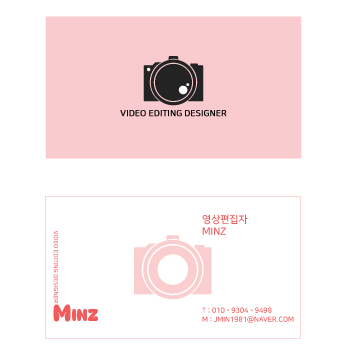 VIDEO EDITING DESIGNER
영상편집자
MINZ
VIDEO EDITING DESIGNER
MINZ
T : 010 - 9304 - 9498
M : JMIN1981@NAVER.COM